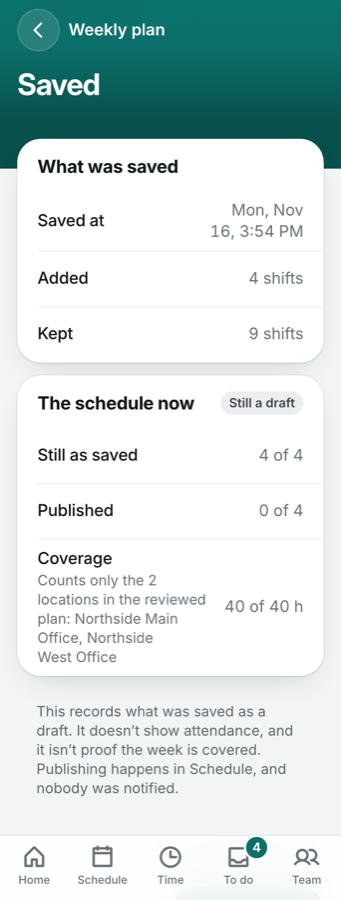 Weekly plan
Saved
What was saved
Saved at
Mon, Nov
16, 3:54 PM
Added
4 shifts
Kept
9 shifts
The schedule now
Still a draft
Still as saved
4 of 4
Published
0 of 4
Coverage
Counts only the 2
locations in the reviewed
plan: Northside Main
Office, Northside
West Office
40 of 40 h
This records what was saved as a
draft. It doesn’t show attendance, and
it isn’t proof the week is covered.
Publishing happens in Schedule, and
nobody was notified.
4
Home
Schedule
Time
To do
Team